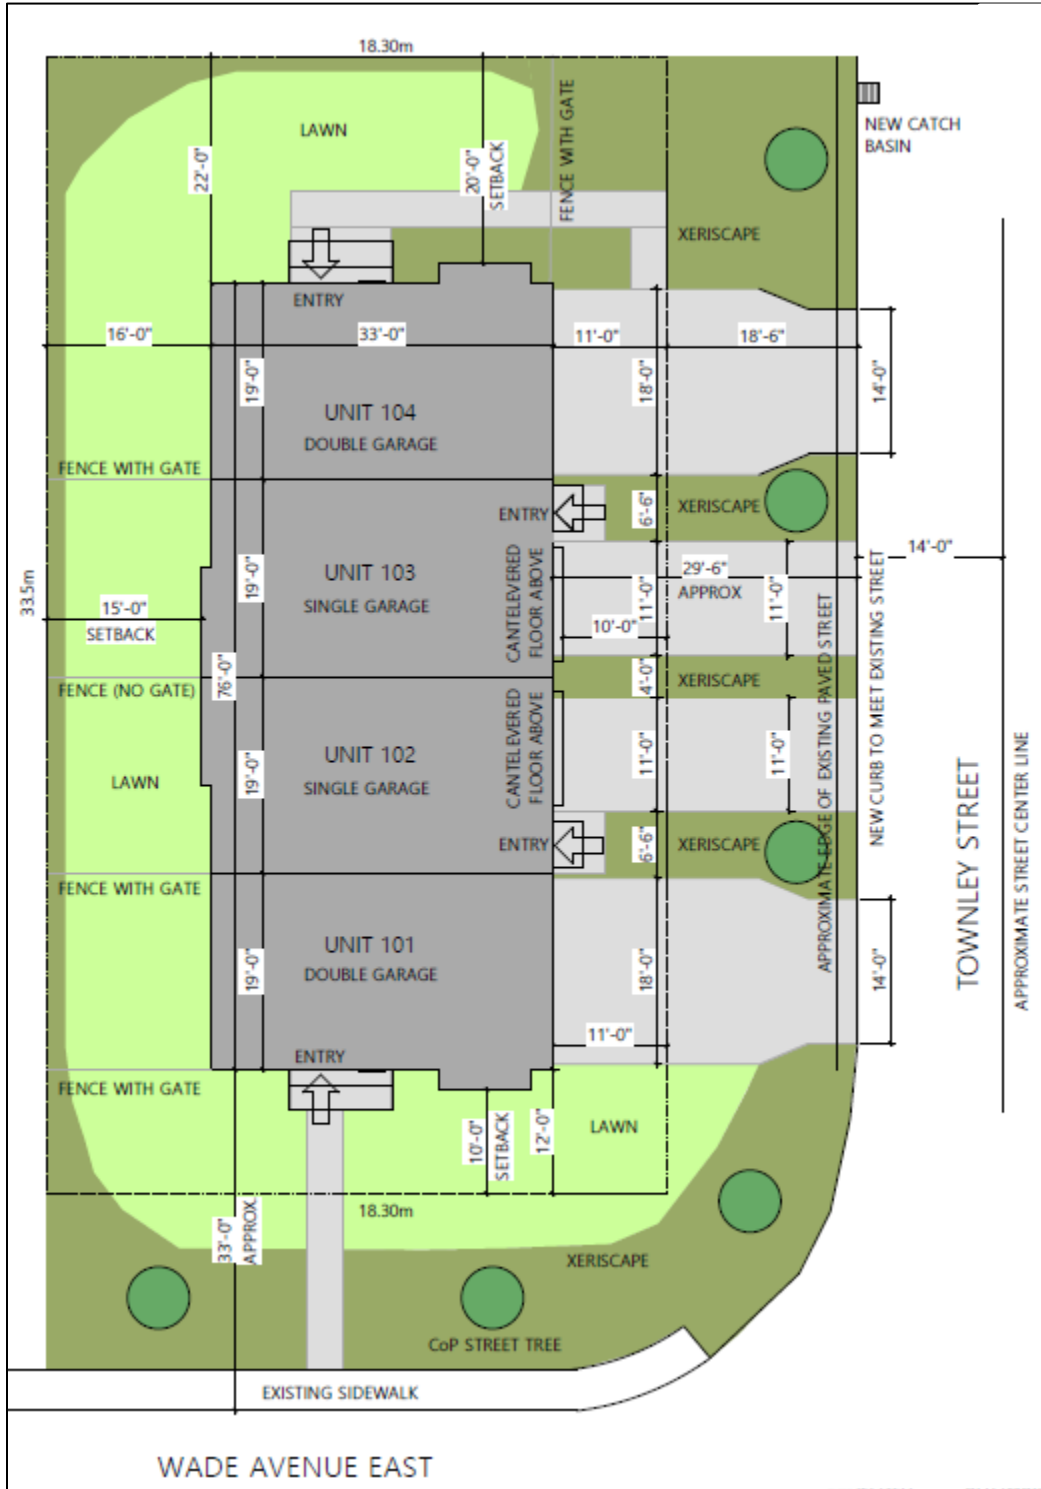 18.30m
LAWN
22'-0"
20'-0"
SETBACK
FENCE WITH GATE
NEW CATCH
BASIN
XERISCAPE
ENTRY
16'-0"
33'-0"
11'-0"
18'-6"
19'-0"
18'-0"
14'-0"
UNIT 104
DOUBLE GARAGE
FENCE WITH GATE
6'-6"
XERISCAPE
ENTRY
33.5m
15'-0"
SETBACK
19'-0"
UNIT 103
SINGLE GARAGE
CANTELEVERED
FLOOR ABOVE
11'-0"
29'-6"
APPROX
10'-0"
11'-0"
14'-0"
76'-0"
FENCE (NO GATE)
4'-0"
XERISCAPE
LAWN
19'-0"
UNIT 102
SINGLE GARAGE
CANTELEVERED
FLOOR ABOVE
11'-0"
11'-0"
APPROXIMATE EDGE OF EXISTING PAVED STREET
NEW CURB TO MEET EXISTING STREET
TOWNLEY STREET
APPROXIMATE STREET CENTER LINE
ENTRY
6'-6"
XERISCAPE
FENCE WITH GATE
19'-0"
UNIT 101
DOUBLE GARAGE
18'-0"
14'-0"
11'-0"
ENTRY
FENCE WITH GATE
10'-0"
SETBACK
12'-0"
LAWN
18.30m
33'-0"
APPROX.
XERISCAPE
CoP STREET TREE
EXISTING SIDEWALK
WADE AVENUE EAST